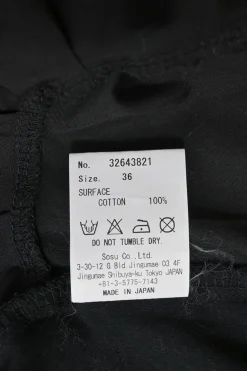 No. 32643821
Size. 36
SURFACE
COTTON 100%
DO NOT TUMBLE DRY.
Sosu Co., Ltd.
3-30-12 G Bld Jingumae 03 4F
Jingumae Shibuya-ku Tokyo JAPAN
+81-3-5775-7143
MADE IN JAPAN